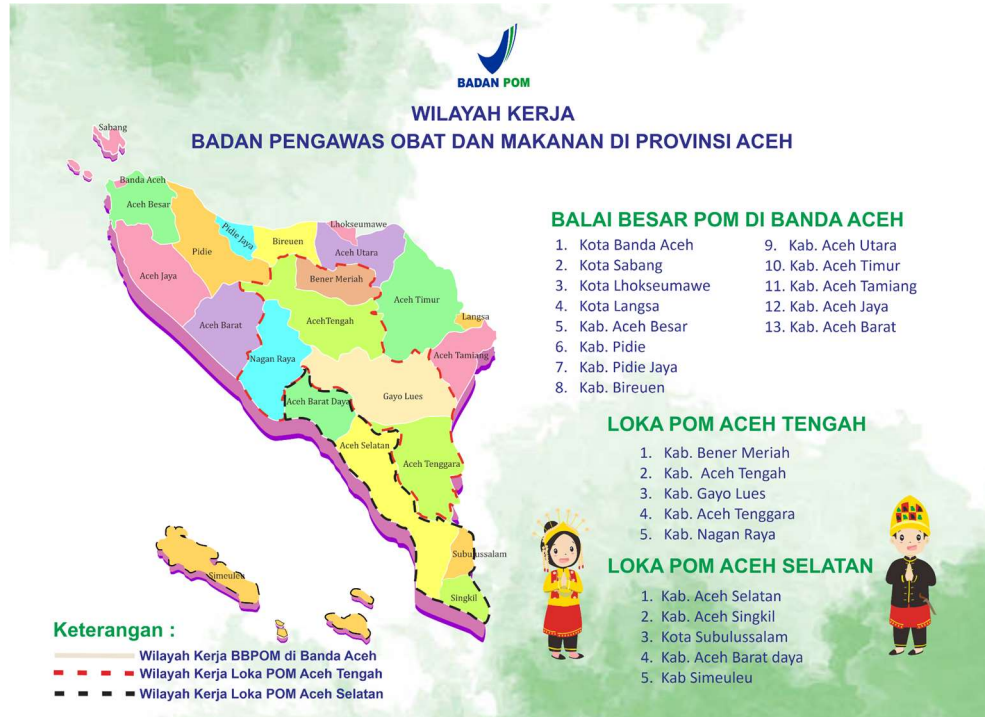 BADAN POM
WILAYAH KERJA
BADAN PENGAWAS OBAT DAN MAKANAN DI PROVINSI ACEH
Sabang
Banda Aceh
Aceh Besar
Pidie
Pidie Jaya
Bireuen
Lhokseumawe
Aceh Utara
Aceh Jaya
Bener Meriah
Aceh Timur
Aceh Barat
AcehTengah
Langsa
Nagan Raya
Aceh Tamiang
Aceh Barat Daya
Gayo Lues
Aceh Selatan
Aceh Tenggara
Subulussalam
Simeuleu
Singkil
BALAI BESAR POM DI BANDA ACEH
1. Kota Banda Aceh
2. Kota Sabang
3. Kota Lhokseumawe
4. Kota Langsa
5. Kab. Aceh Besar
6. Kab. Pidie
7. Kab. Pidie Jaya
8. Kab. Bireuen
9. Kab. Aceh Utara
10. Kab. Aceh Timur
11. Kab. Aceh Tamiang
12. Kab. Aceh Jaya
13. Kab. Aceh Barat
LOKA POM ACEH TENGAH
1. Kab. Bener Meriah
2. Kab. Aceh Tengah
3. Kab. Gayo Lues
4. Kab. Aceh Tenggara
5. Kab. Nagan Raya
LOKA POM ACEH SELATAN
1. Kab. Aceh Selatan
2. Kab. Aceh Singkil
3. Kota Subulussalam
4. Kab. Aceh Barat daya
5. Kab Simeuleu
Keterangan :
Wilayah Kerja BBPOM di Banda Aceh
Wilayah Kerja Loka POM Aceh Tengah
Wilayah Kerja Loka POM Aceh Selatan